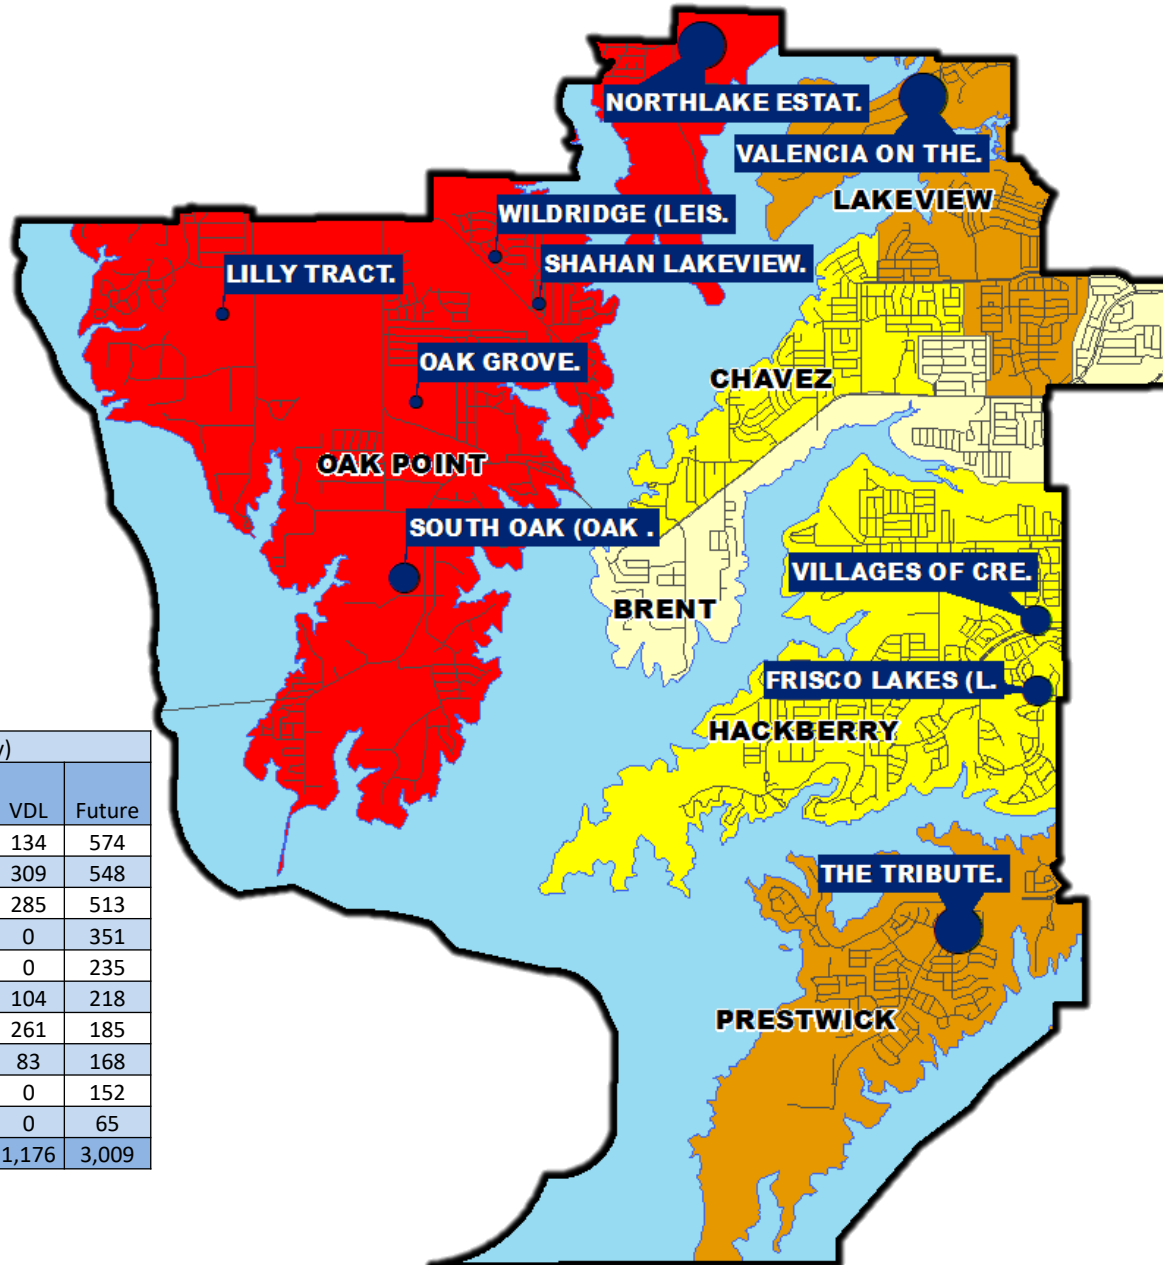 NORTHLAKE ESTAT.
VALENCIA ON THE.
LAKEVIEW
WILDRIDGE (LEIS.
SHAHAN LAKEVIEW.
LILLY TRACT.
OAK GROVE.
CHAVEZ
OAK POINT
SOUTH OAK (OAK .
VILLAGES OF CRE.
BRENT
FRISCO LAKES (L.
HACKBERRY
THE TRIBUTE.
PRESTWICK
y)
VDL Future
134 574
309 548
285 513
0 351
0 235
104 218
261 185
83 168
0 152
0 65
1,176 3,009